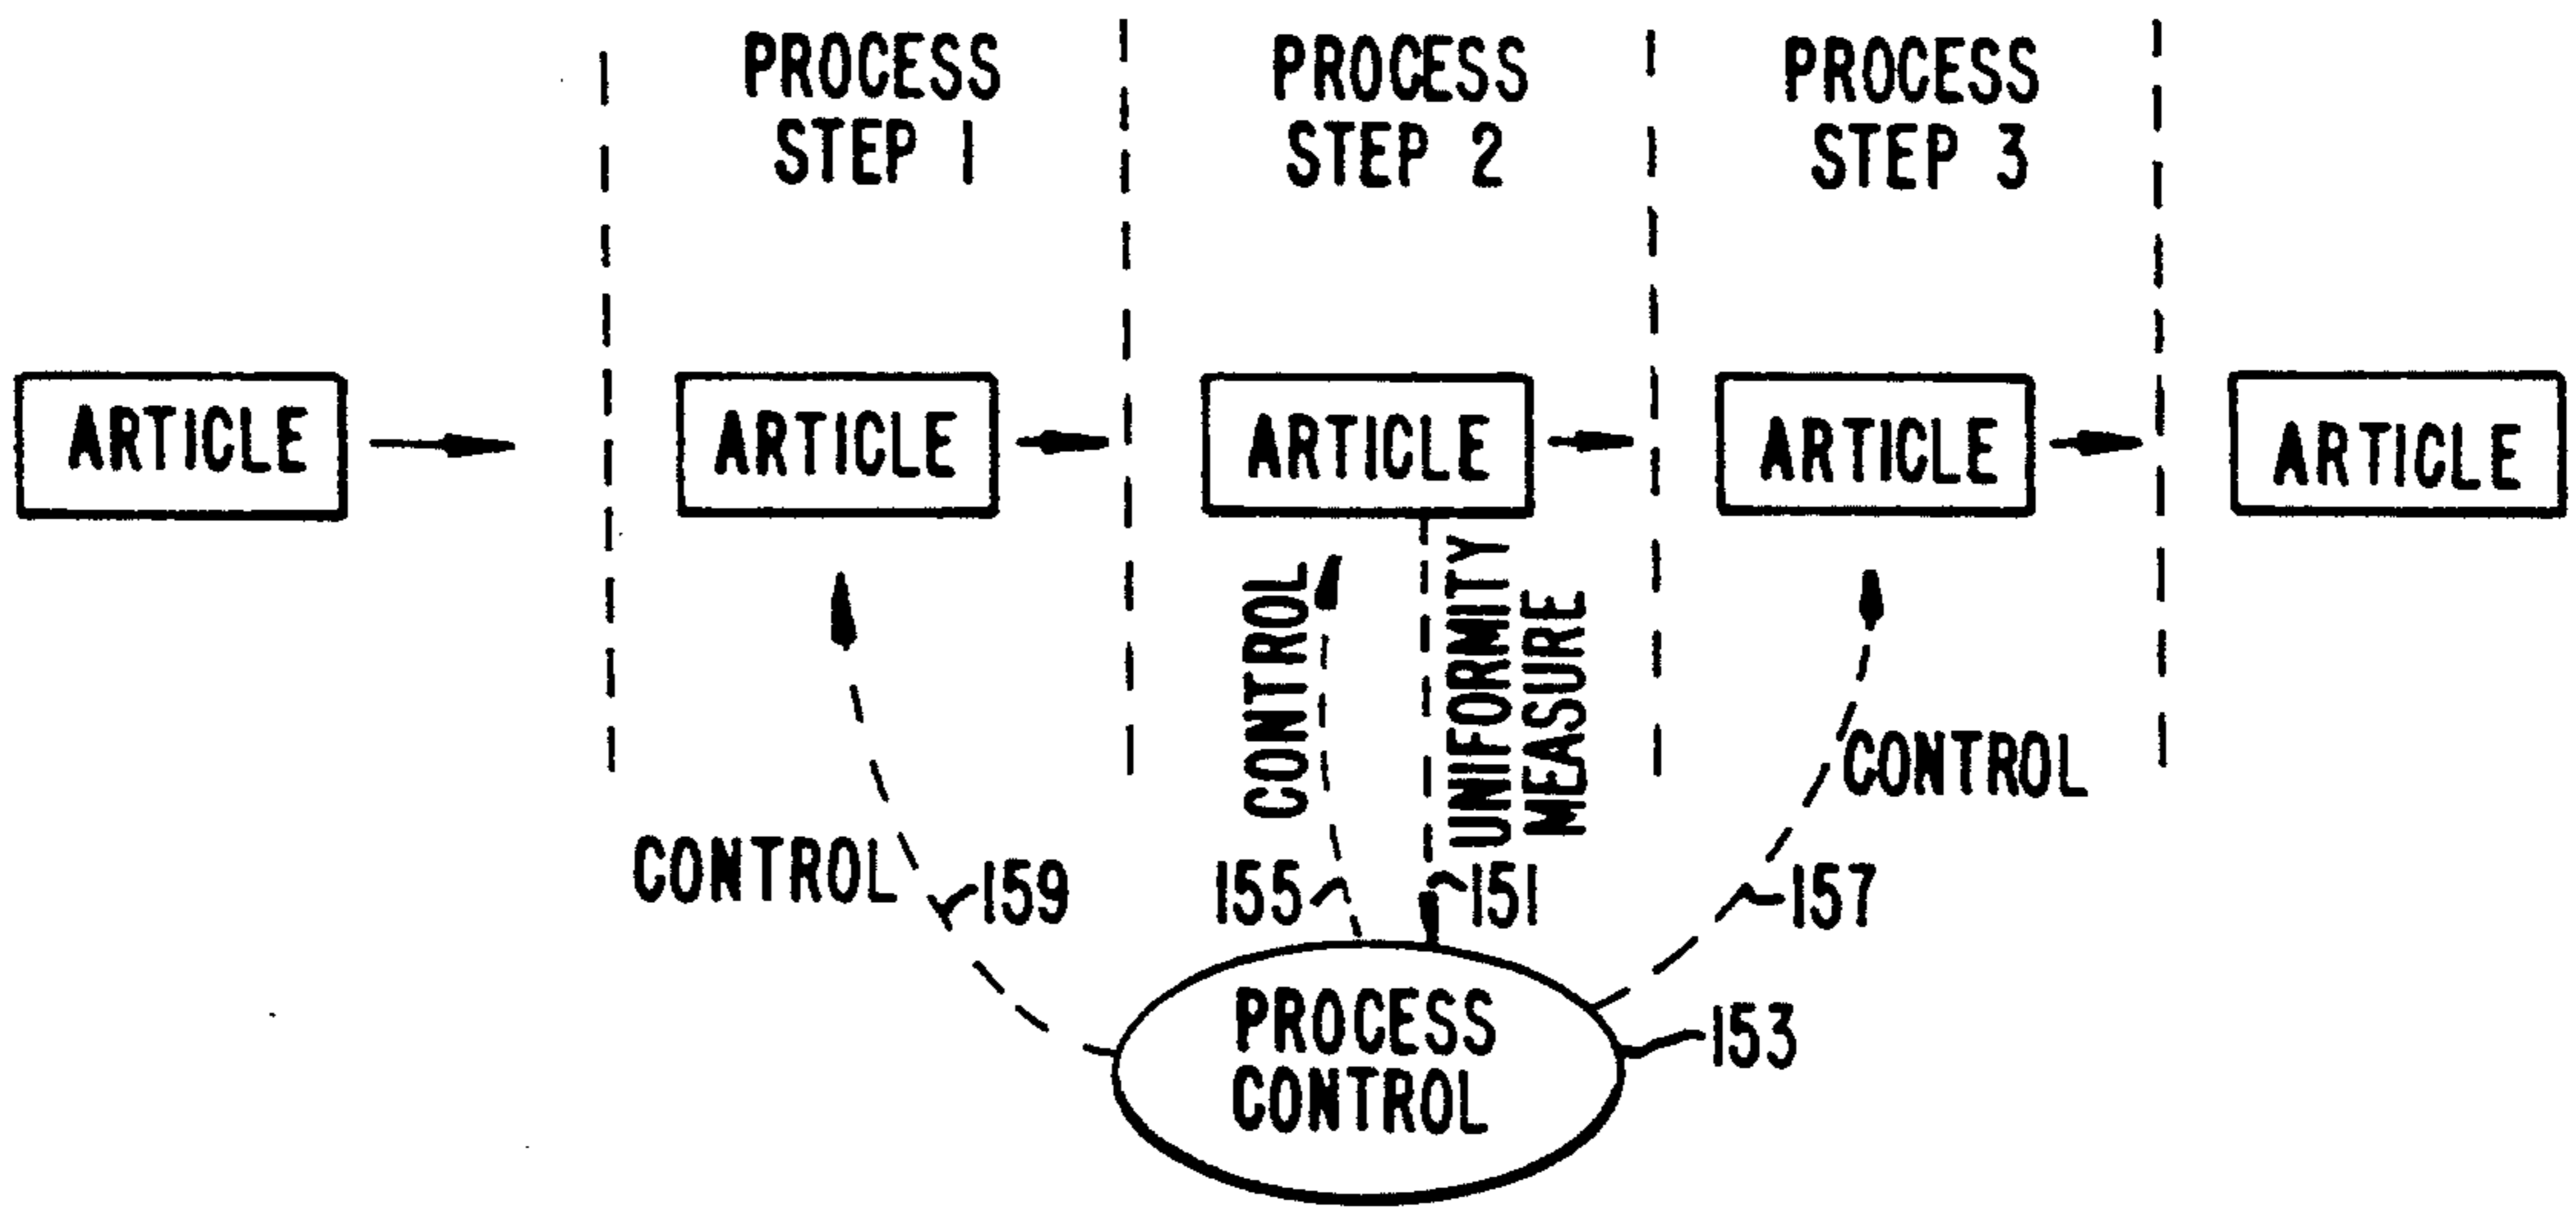 PROCESS
STEP 1
PROCESS
STEP 2
PROCESS
STEP 3
ARTICLE
ARTICLE
ARTICLE
ARTICLE
ARTICLE
CONTROL
159
CONTROL
155
UNIFORMITY
MEASURE
151
CONTROL
157
PROCESS
CONTROL
153